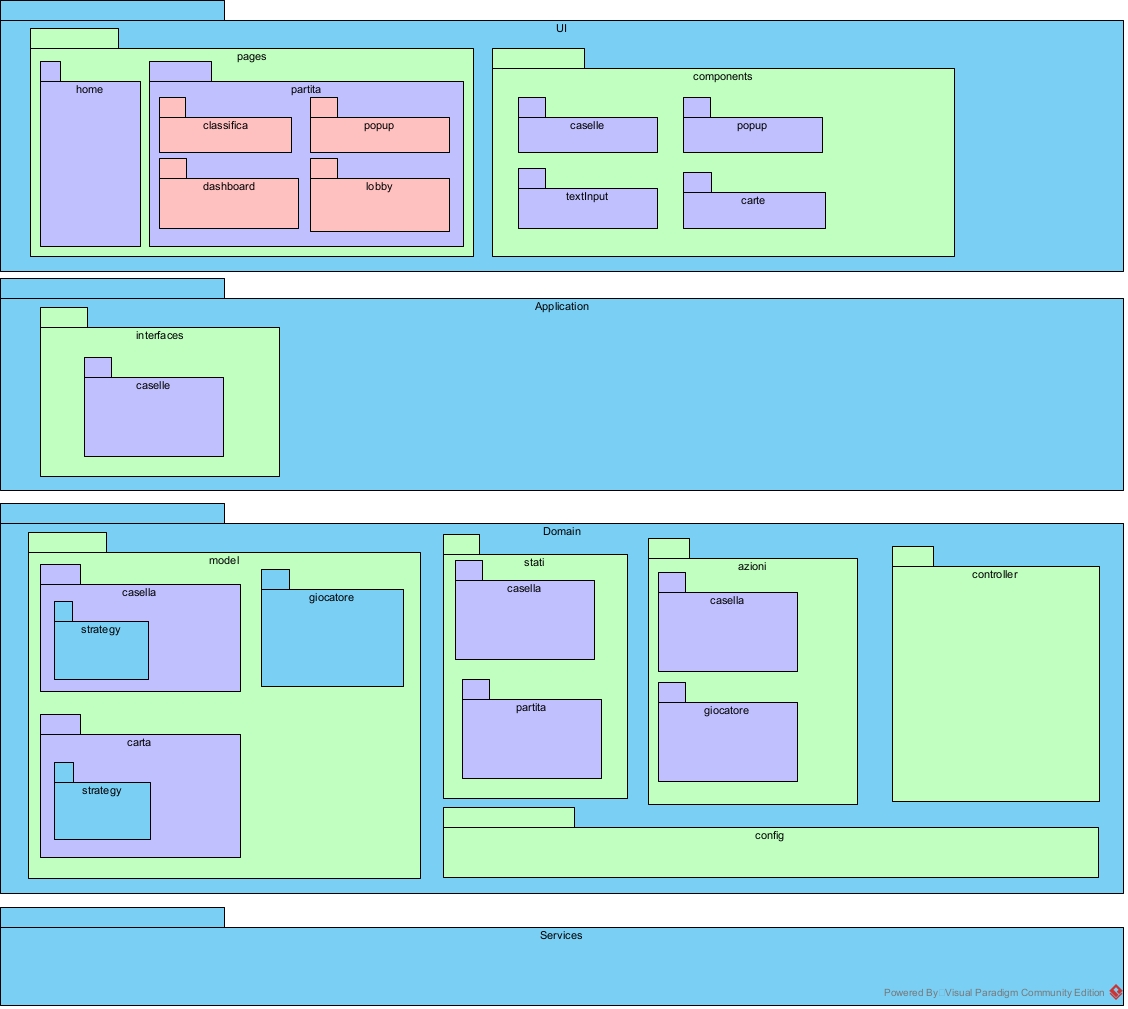 UI
pages
home
partita
classifica
popup
dashboard
lobby
components
caselle
popup
textInput
carte
Application
interfaces
caselle
Domain
model
casella
strategy
giocatore
carta
strategy
stati
casella
partita
azioni
casella
giocatore
controller
config
Services
Powered By Visual Paradigm Community Edition